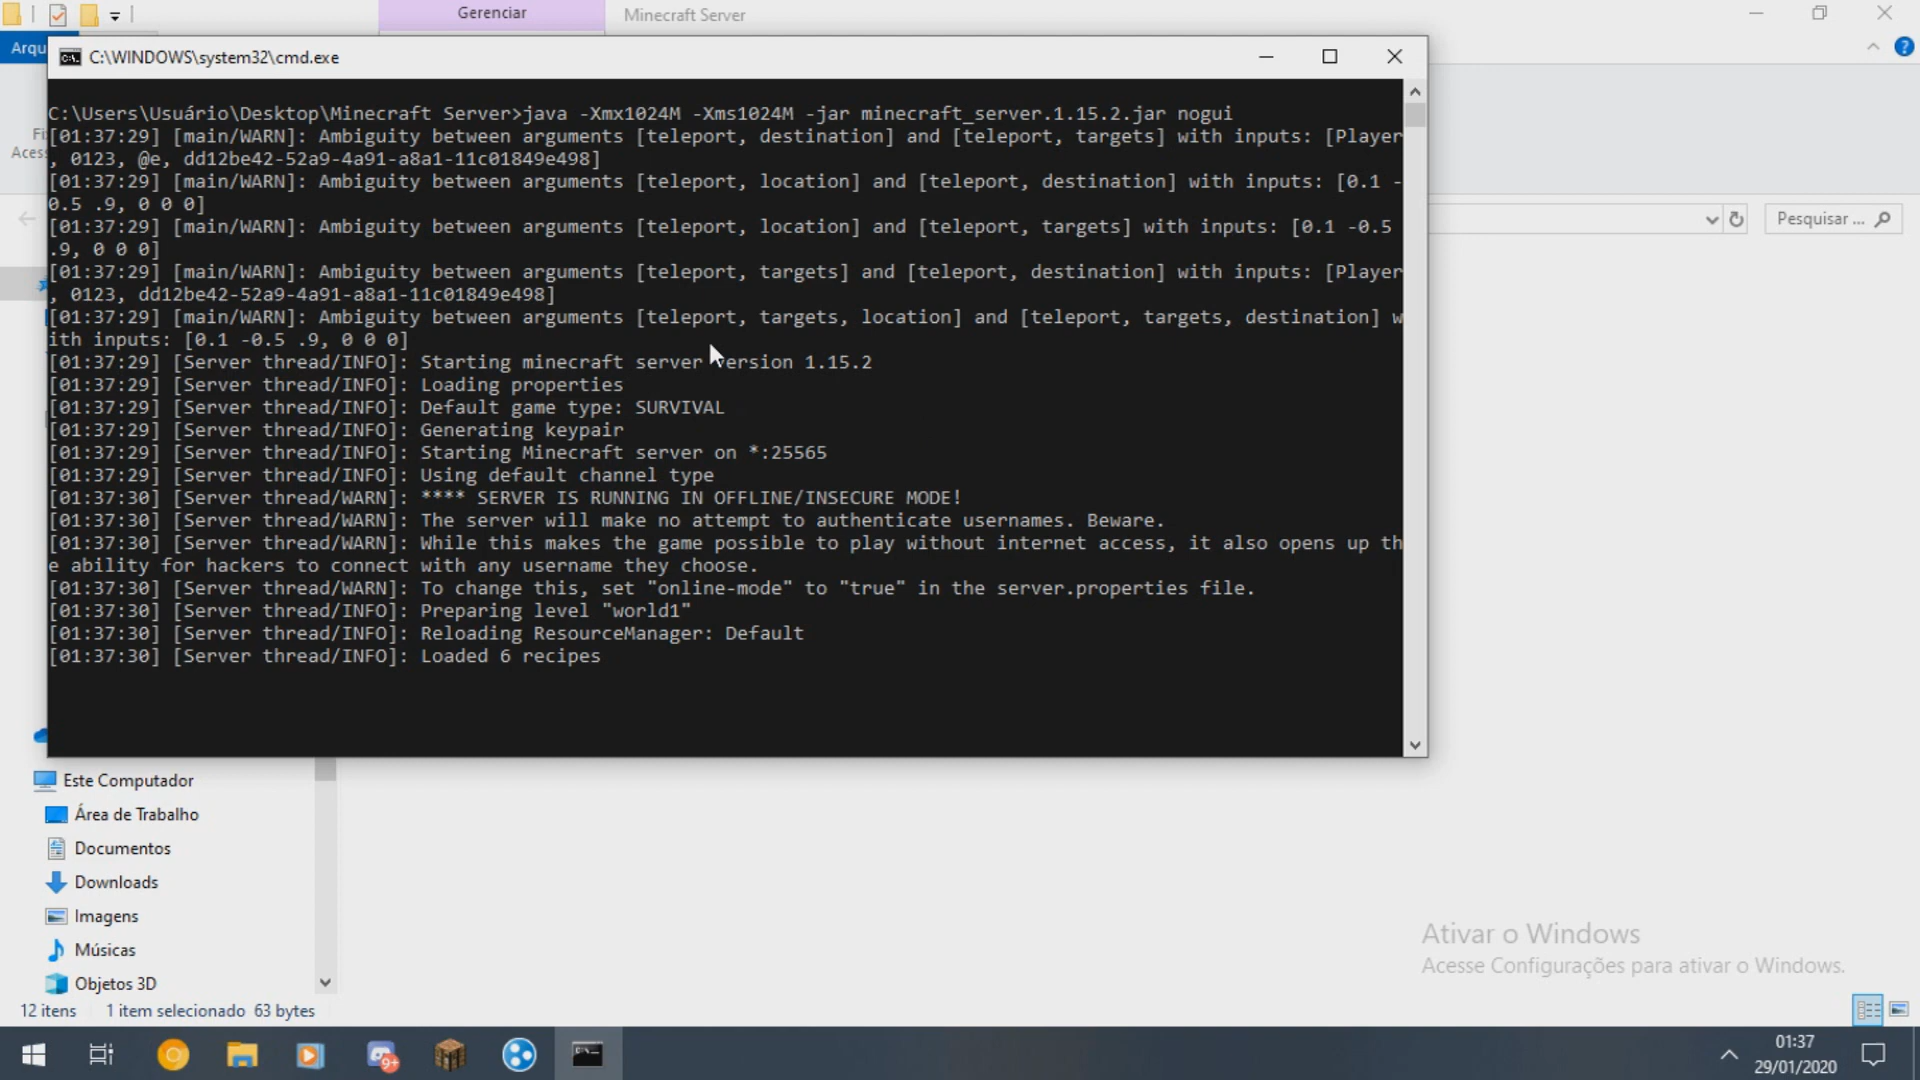 Gerenciar
Minecraft Server
Arqu
C:\WINDOWS\system32\cmd.exe
C:\Users\Usuário\Desktop\Minecraft Server>java -Xmx1024M -Xms1024M -jar minecraft_server.1.15.2.jar nogui
[01:37:29] [main/WARN]: Ambiguity between arguments [teleport, destination] and [teleport, targets] with inputs: [Player
, 0123, @e, dd12be42-52a9-4a91-a8a1-11c01849e498]
[01:37:29] [main/WARN]: Ambiguity between arguments [teleport, location] and [teleport, destination] with inputs: [0.1 -
0.5 .9, 0 0 0]
[01:37:29] [main/WARN]: Ambiguity between arguments [teleport, location] and [teleport, targets] with inputs: [0.1 -0.5
.9, 0 0 0]
[01:37:29] [main/WARN]: Ambiguity between arguments [teleport, targets] and [teleport, destination] with inputs: [Player
, 0123, dd12be42-52a9-4a91-a8a1-11c01849e498]
[01:37:29] [main/WARN]: Ambiguity between arguments [teleport, targets, location] and [teleport, targets, destination] w
ith inputs: [0.1 -0.5 .9, 0 0 0]
[01:37:29] [Server thread/INFO]: Starting minecraft server version 1.15.2
[01:37:29] [Server thread/INFO]: Loading properties
[01:37:29] [Server thread/INFO]: Default game type: SURVIVAL
[01:37:29] [Server thread/INFO]: Generating keypair
[01:37:29] [Server thread/INFO]: Starting Minecraft server on *:25565
[01:37:29] [Server thread/INFO]: Using default channel type
[01:37:30] [Server thread/WARN]: **** SERVER IS RUNNING IN OFFLINE/INSECURE MODE!
[01:37:30] [Server thread/WARN]: The server will make no attempt to authenticate usernames. Beware.
[01:37:30] [Server thread/WARN]: While this makes the game possible to play without internet access, it also opens up th
e ability for hackers to connect with any username they choose.
[01:37:30] [Server thread/WARN]: To change this, set "online-mode" to "true" in the server.properties file.
[01:37:30] [Server thread/INFO]: Preparing level "world1"
[01:37:30] [Server thread/INFO]: Reloading ResourceManager: Default
[01:37:30] [Server thread/INFO]: Loaded 6 recipes
Fi
Aces
Pesquisar ...
Este Computador
Área de Trabalho
Documentos
Downloads
Imagens
Músicas
Objetos 3D
Ativar o Windows
Acesse Configurações para ativar o Windows.
12 itens 1 item selecionado 63 bytes
9+
01:37
29/01/2020